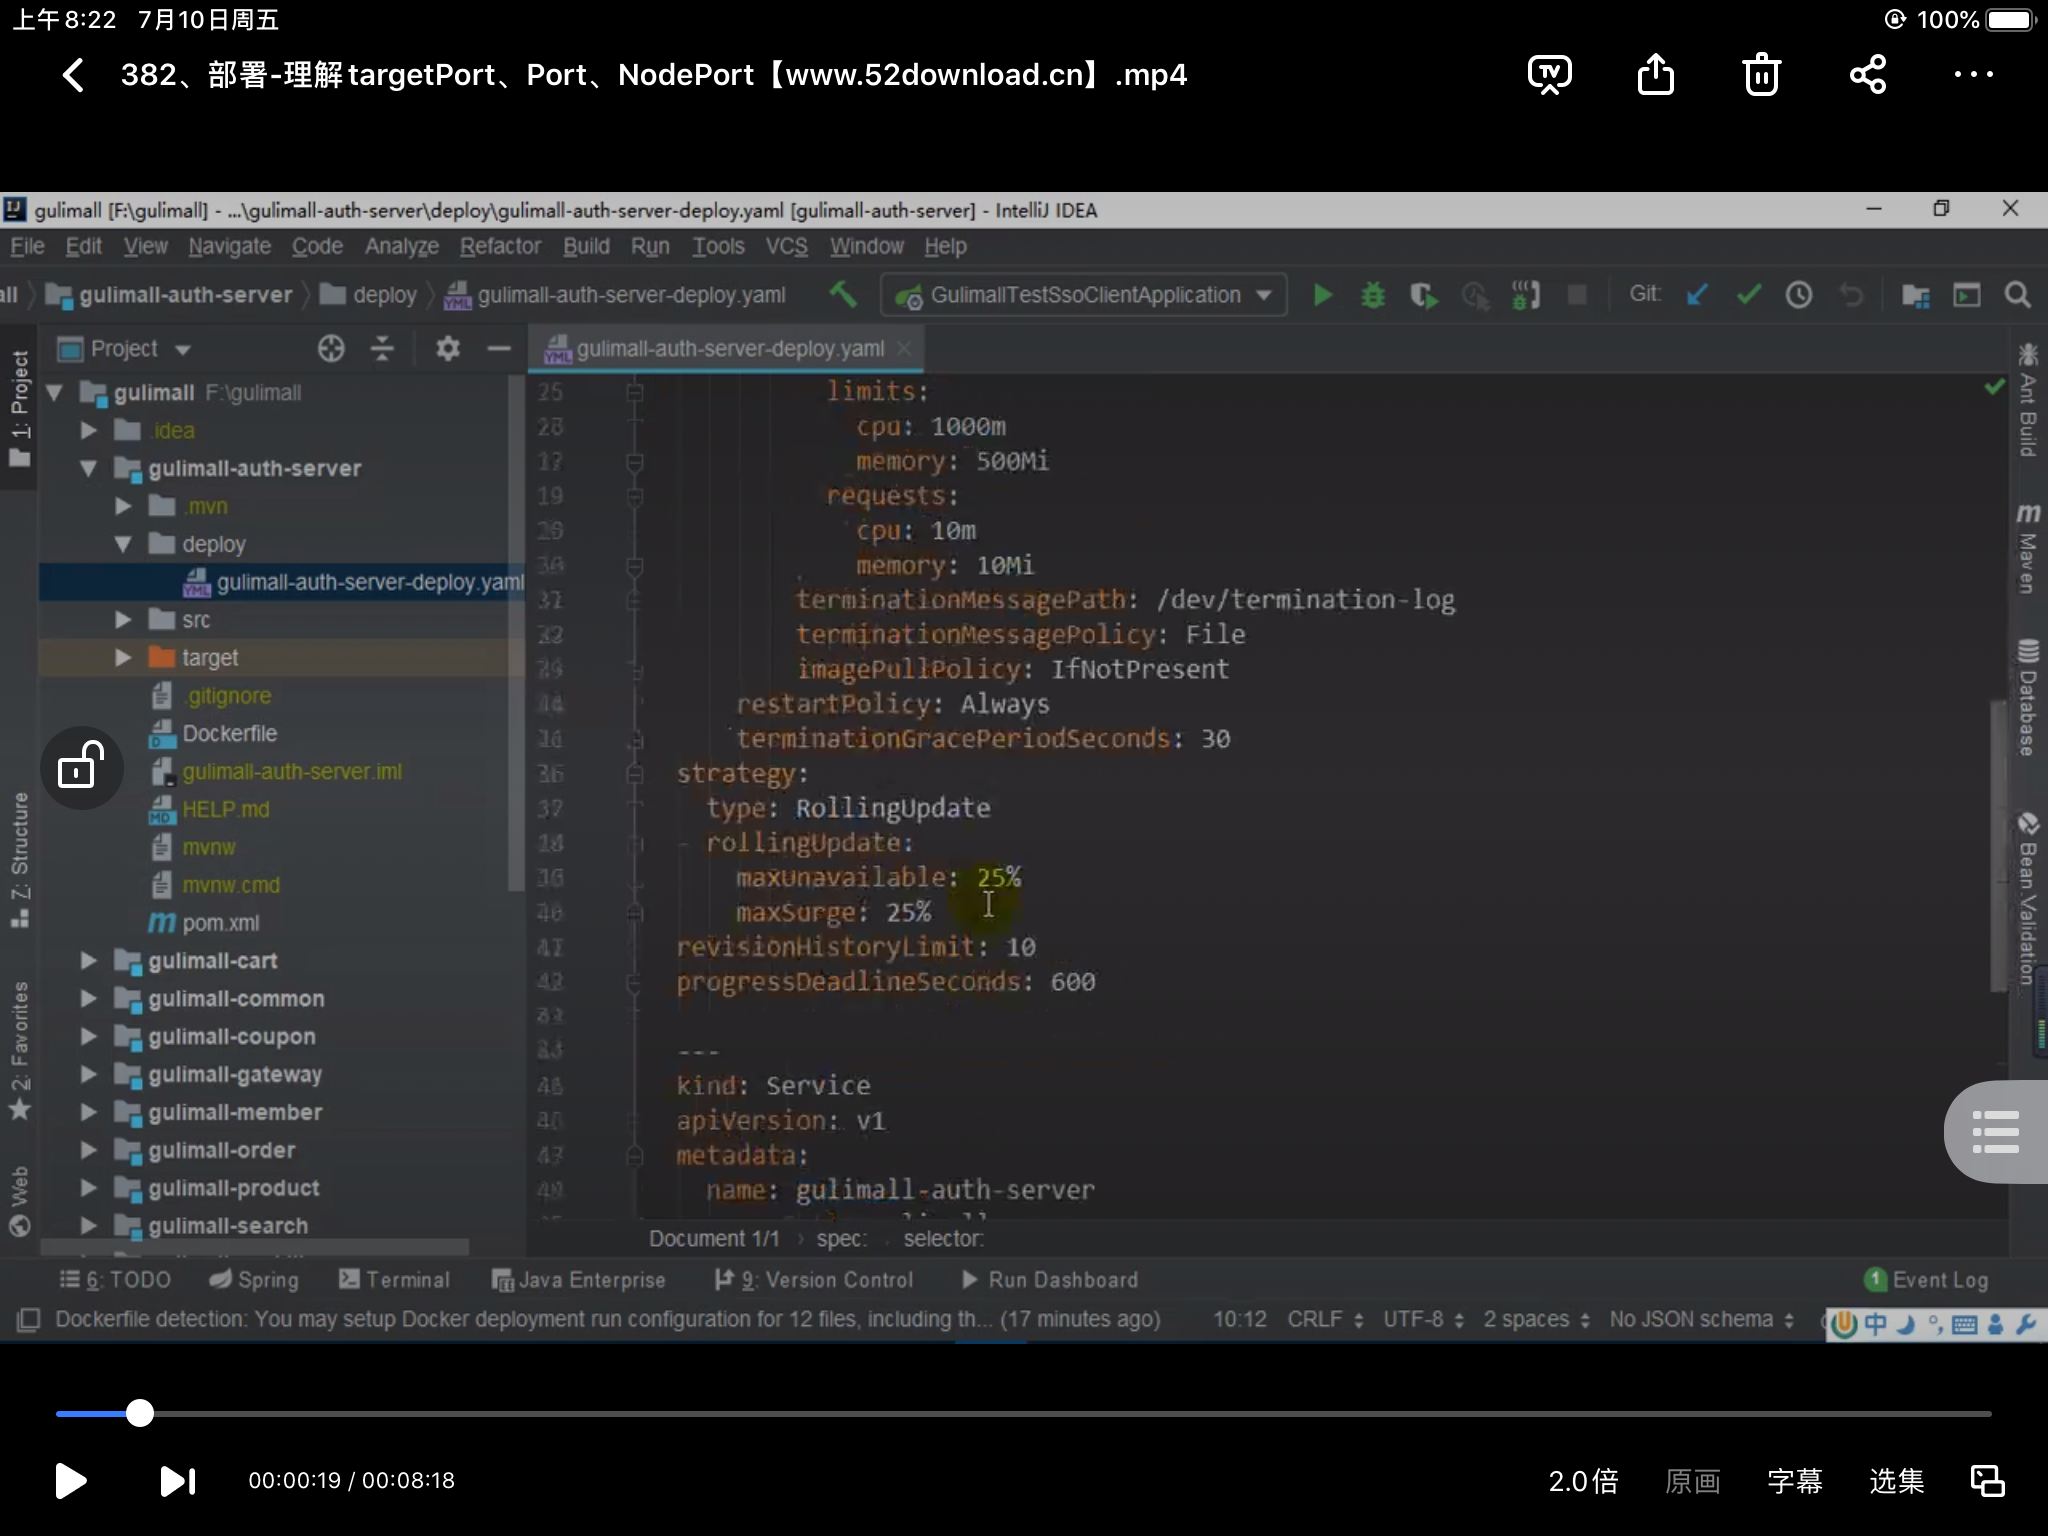 上午8:22 7月10日周五
100%
382、部署-理解targetPort、Port、NodePort【www.52download.cn】.mp4
gulimall [F:\gulimall] - ...\gulimall-auth-server\deploy\gulimall-auth-server-deploy.yaml [gulimall-auth-server] - IntelliJ IDEA
File Edit View Navigate Code Analyze Refactor Build Run Tools VCS Window Help
all gulimall-auth-server deploy gulimall-auth-server-deploy.yaml GulimallTestSsoClientApplication Git:
Project
gulimall-auth-server-deploy.yaml
gulimall F:\gulimall
.idea
gulimall-auth-server
.mvn
deploy
gulimall-auth-server-deploy.yaml
src
target
.gitignore
Dockerfile
gulimall-auth-server.iml
HELP.md
mvnw
mvnw.cmd
pom.xml
gulimall-cart
gulimall-common
gulimall-coupon
gulimall-gateway
gulimall-member
gulimall-order
gulimall-product
gulimall-search
1: Project
7: Structure
2: Favorites
Web
limits:
cpu: 1000m
memory: 500Mi
requests:
cpu: 10m
memory: 10Mi
terminationMessagePath: /dev/termination-log
terminationMessagePolicy: File
imagePullPolicy: IfNotPresent
restartPolicy: Always
terminationGracePeriodSeconds: 30
strategy:
type: RollingUpdate
rollingUpdate:
maxUnavailable: 25%
maxSurge: 25%
revisionHistoryLimit: 10
progressDeadlineSeconds: 600
---
kind: Service
apiVersion: v1
metadata:
name: gulimall-auth-server
Document 1/1 › spec: › selector:
Ant Build
Maven
Database
Bean Validation
6: TODO Spring Terminal Java Enterprise 9: Version Control Run Dashboard 1 Event Log
Dockerfile detection: You may setup Docker deployment run configuration for 12 files, including th... (17 minutes ago) 10:12 CRLF UTF-8 2 spaces No JSON schema
中
00:00:19 / 00:08:18
2.0倍 原画 字幕 选集